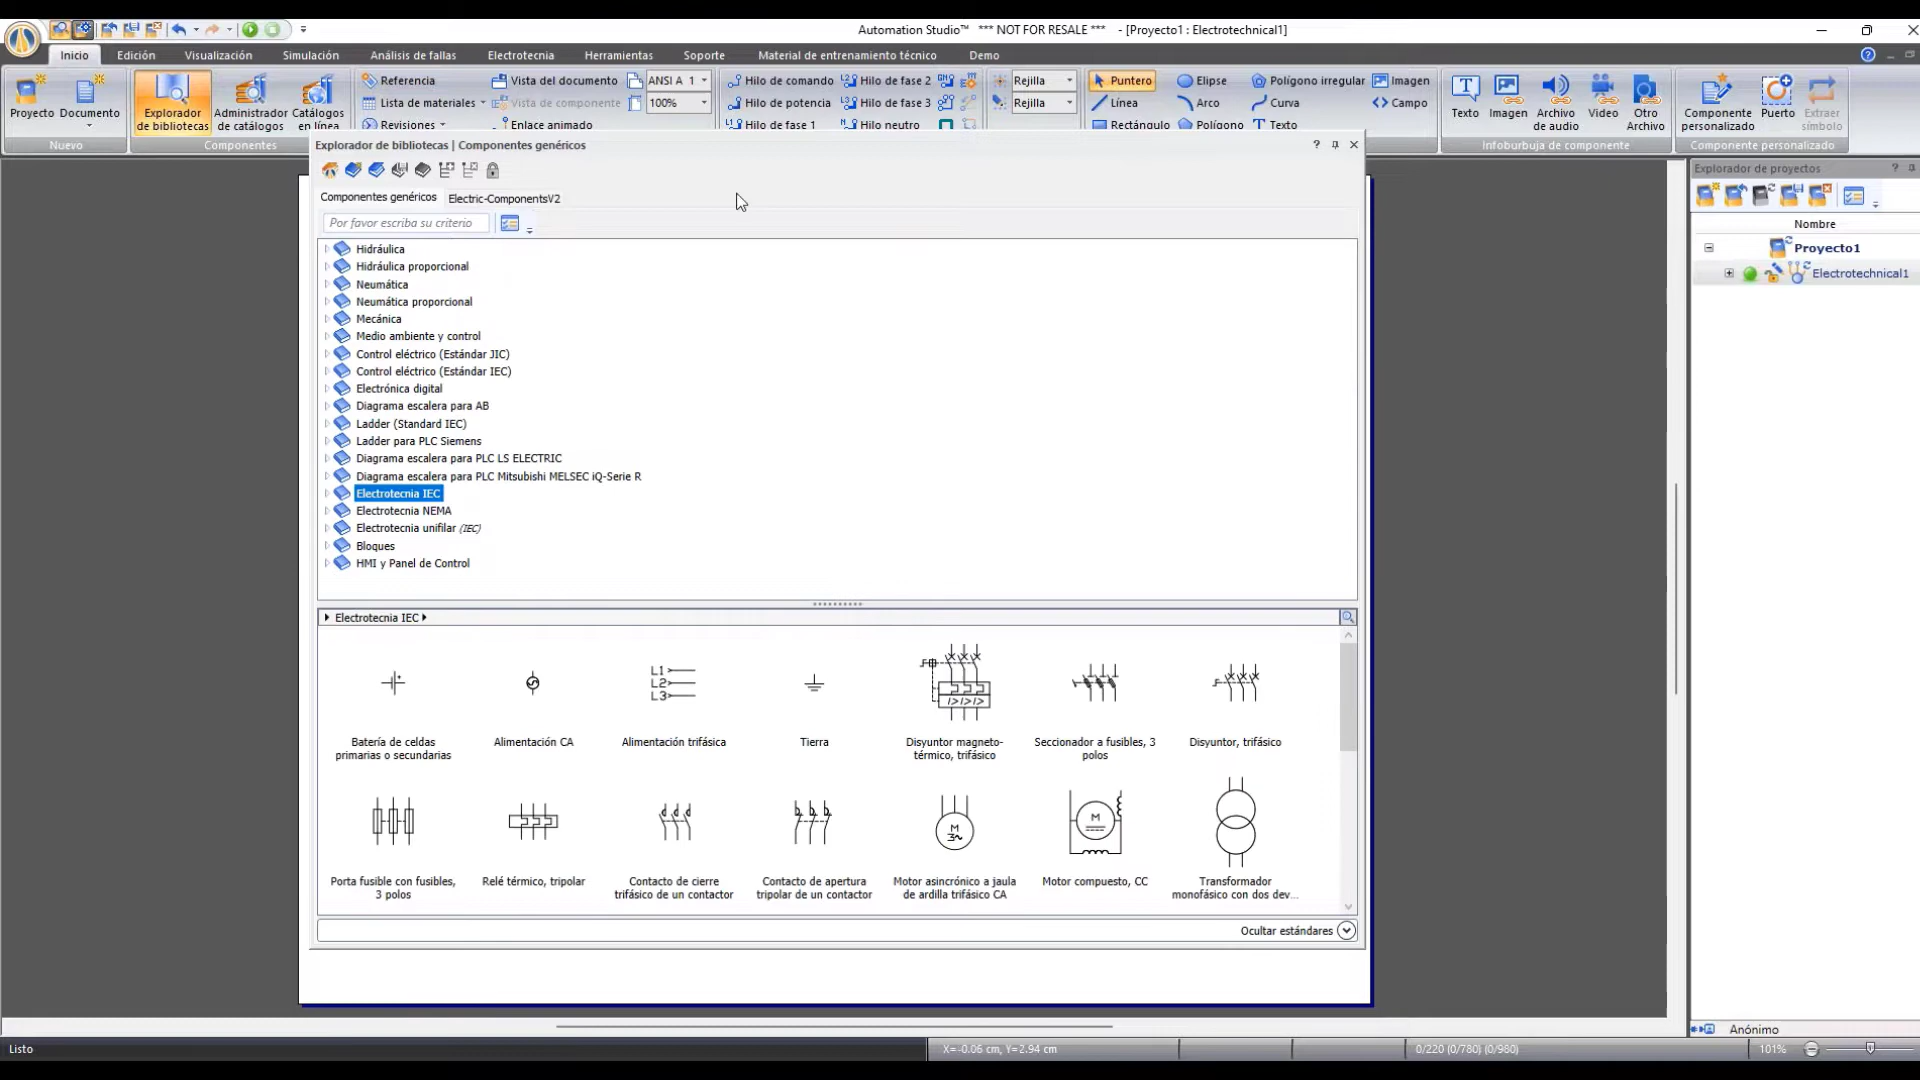 Automation Studio™ *** NOT FOR RESALE *** - [Proyecto1 : Electrotechnical1]
Inicio Edición Visualización Simulación Análisis de fallas Electrotecnia Herramientas Soporte Material de entrenamiento técnico Demo
Proyecto Documento
Nuevo
Explorador de bibliotecas
Administrador de catálogos
Catálogos en línea
Componentes
Referencia Vista del documento ANSI A 1
Lista de materiales Vista de componente 100%
Revisiones Enlace animado
Hilo de comando Hilo de fase 2
Hilo de potencia Hilo de fase 3
Hilo de fase 1 Hilo neutro
Rejilla
Rejilla
Puntero Elipse Polígono irregular Imagen
Línea Arco Curva Campo
Rectángulo Polígono Texto
Texto Imagen Archivo de audio Video Otro Archivo
Infoburbuja de componente
Componente personalizado Puerto Extraer símbolo
Componente personalizado
Explorador de bibliotecas | Componentes genéricos
Componentes genéricos Electric-ComponentsV2
Por favor escriba su criterio
Hidráulica
Hidráulica proporcional
Neumática
Neumática proporcional
Mecánica
Medio ambiente y control
Control eléctrico (Estándar JIC)
Control eléctrico (Estándar IEC)
Electrónica digital
Diagrama escalera para AB
Ladder (Standard IEC)
Ladder para PLC Siemens
Diagrama escalera para PLC LS ELECTRIC
Diagrama escalera para PLC Mitsubishi MELSEC iQ-Serie R
Electrotecnia IEC
Electrotecnia NEMA
Electrotecnia unifilar (IEC)
Bloques
HMI y Panel de Control
Electrotecnia IEC
L1
L2
L3
I>I>I>
Batería de celdas primarias o secundarias
Alimentación CA
Alimentación trifásica
Tierra
Disyuntor magneto-térmico, trifásico
Seccionador a fusibles, 3 polos
Disyuntor, trifásico
M
3~
M
Porta fusible con fusibles, 3 polos
Relé térmico, tripolar
Contacto de cierre trifásico de un contactor
Contacto de apertura tripolar de un contactor
Motor asincrónico a jaula de ardilla trifásico CA
Motor compuesto, CC
Transformador monofásico con dos dev...
Ocultar estándares
Explorador de proyectos
Nombre
Proyecto1
Electrotechnical1
Anónimo
Listo
X=-0.06 cm, Y=2.94 cm
0/220 (0/780) (0/980)
101%